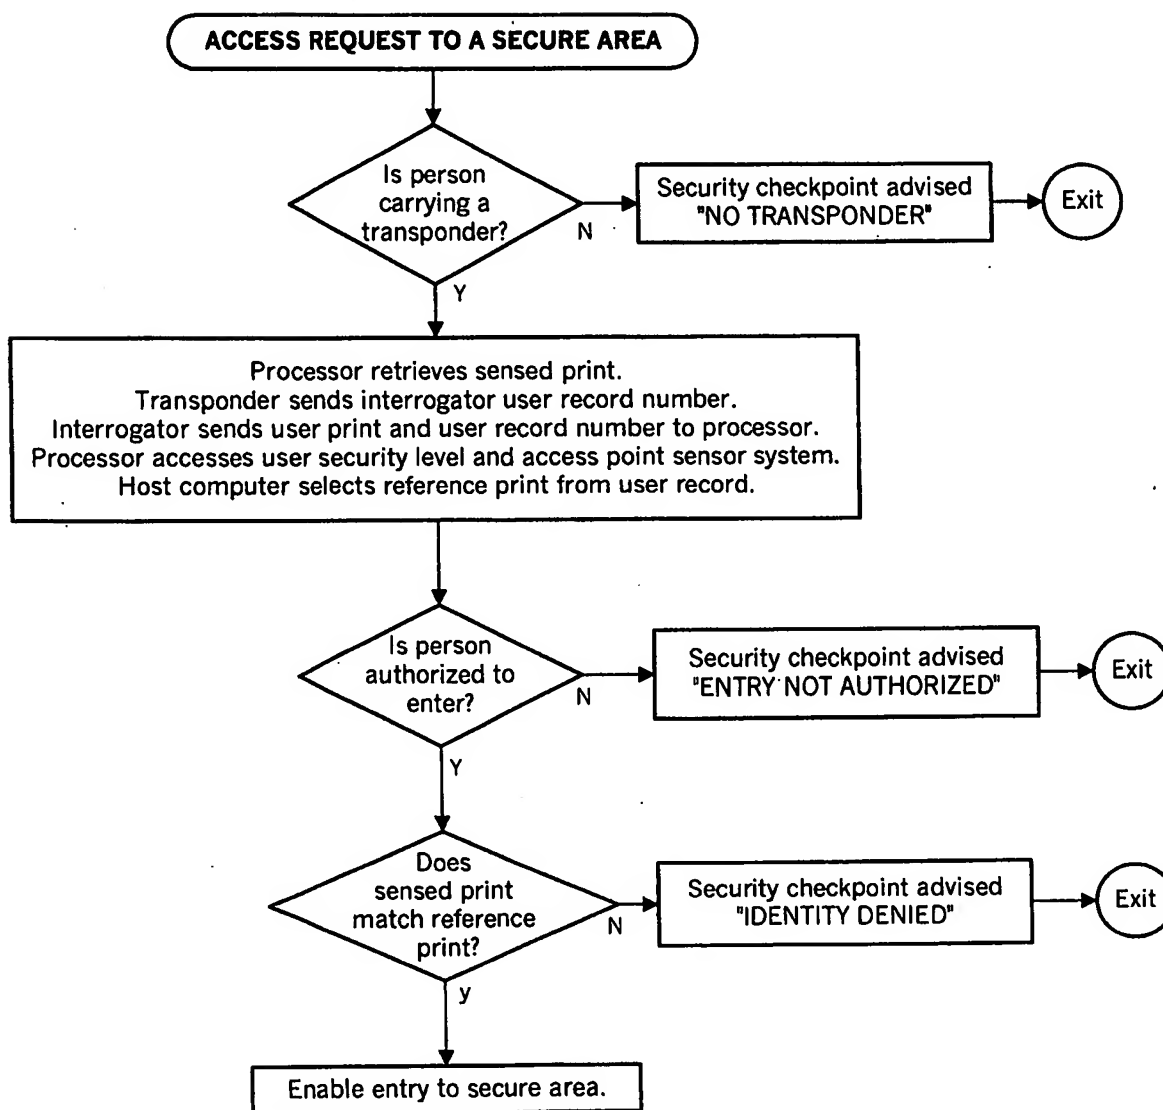 ACCESS REQUEST TO A SECURE AREA
Is person
carrying a
transponder?
N
Security checkpoint advised
"NO TRANSPONDER"
Exit
Y
Processor retrieves sensed print.
Transponder sends interrogator user record number.
Interrogator sends user print and user record number to processor.
Processor accesses user security level and access point sensor system.
Host computer selects reference print from user record.
Is person
authorized to
enter?
N
Security checkpoint advised
"ENTRY NOT AUTHORIZED"
Exit
Y
Does
sensed print
match reference
print?
N
Security checkpoint advised
"IDENTITY DENIED"
Exit
y
Enable entry to secure area.